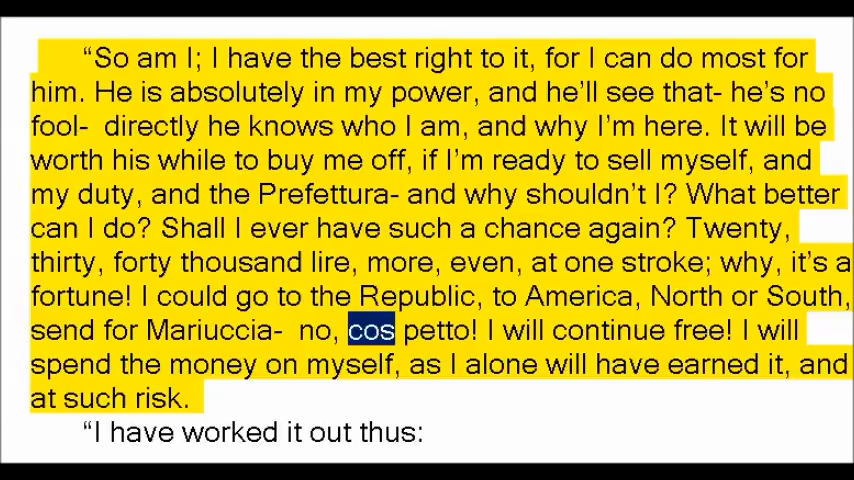 “So am I; I have the best right to it, for I can do most for
him. He is absolutely in my power, and he’ll see that- he’s no
fool-  directly he knows who I am, and why I’m here. It will be
worth his while to buy me off, if I’m ready to sell myself, and
my duty, and the Prefettura- and why shouldn’t I? What better
can I do? Shall I ever have such a chance again? Twenty,
thirty, forty thousand lire, more, even, at one stroke; why, it’s a
fortune! I could go to the Republic, to America, North or South,
send for Mariuccia-  no, cos petto! I will continue free! I will
spend the money on myself, as I alone will have earned it, and
at such risk.
“I have worked it out thus: